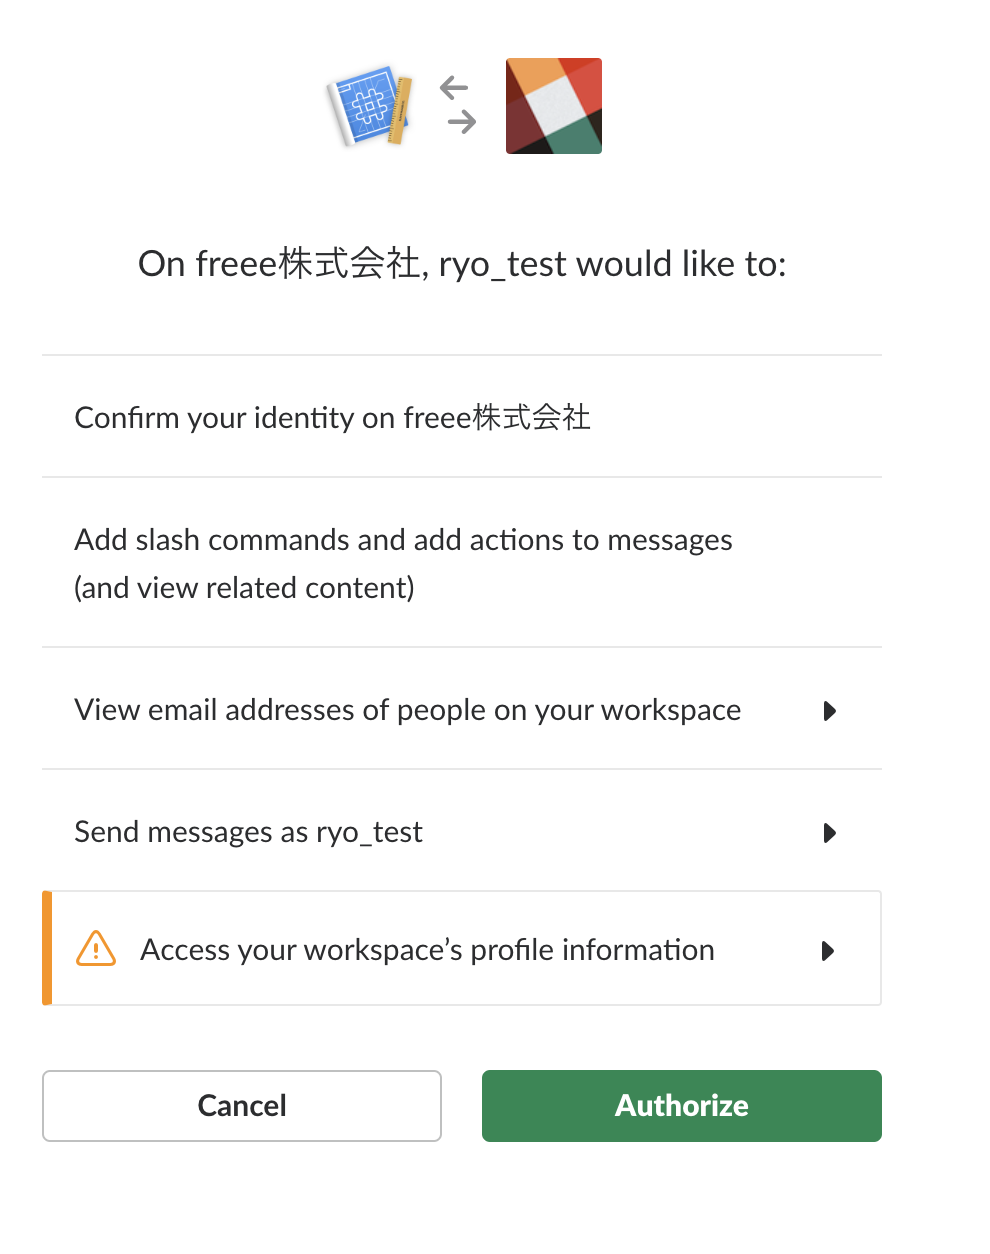 On freee株式会社, ryo_test would like to:
Confirm your identity on freee株式会社
Add slash commands and add actions to messages
(and view related content)
View email addresses of people on your workspace
Send messages as ryo_test
Access your workspace’s profile information
Cancel
Authorize